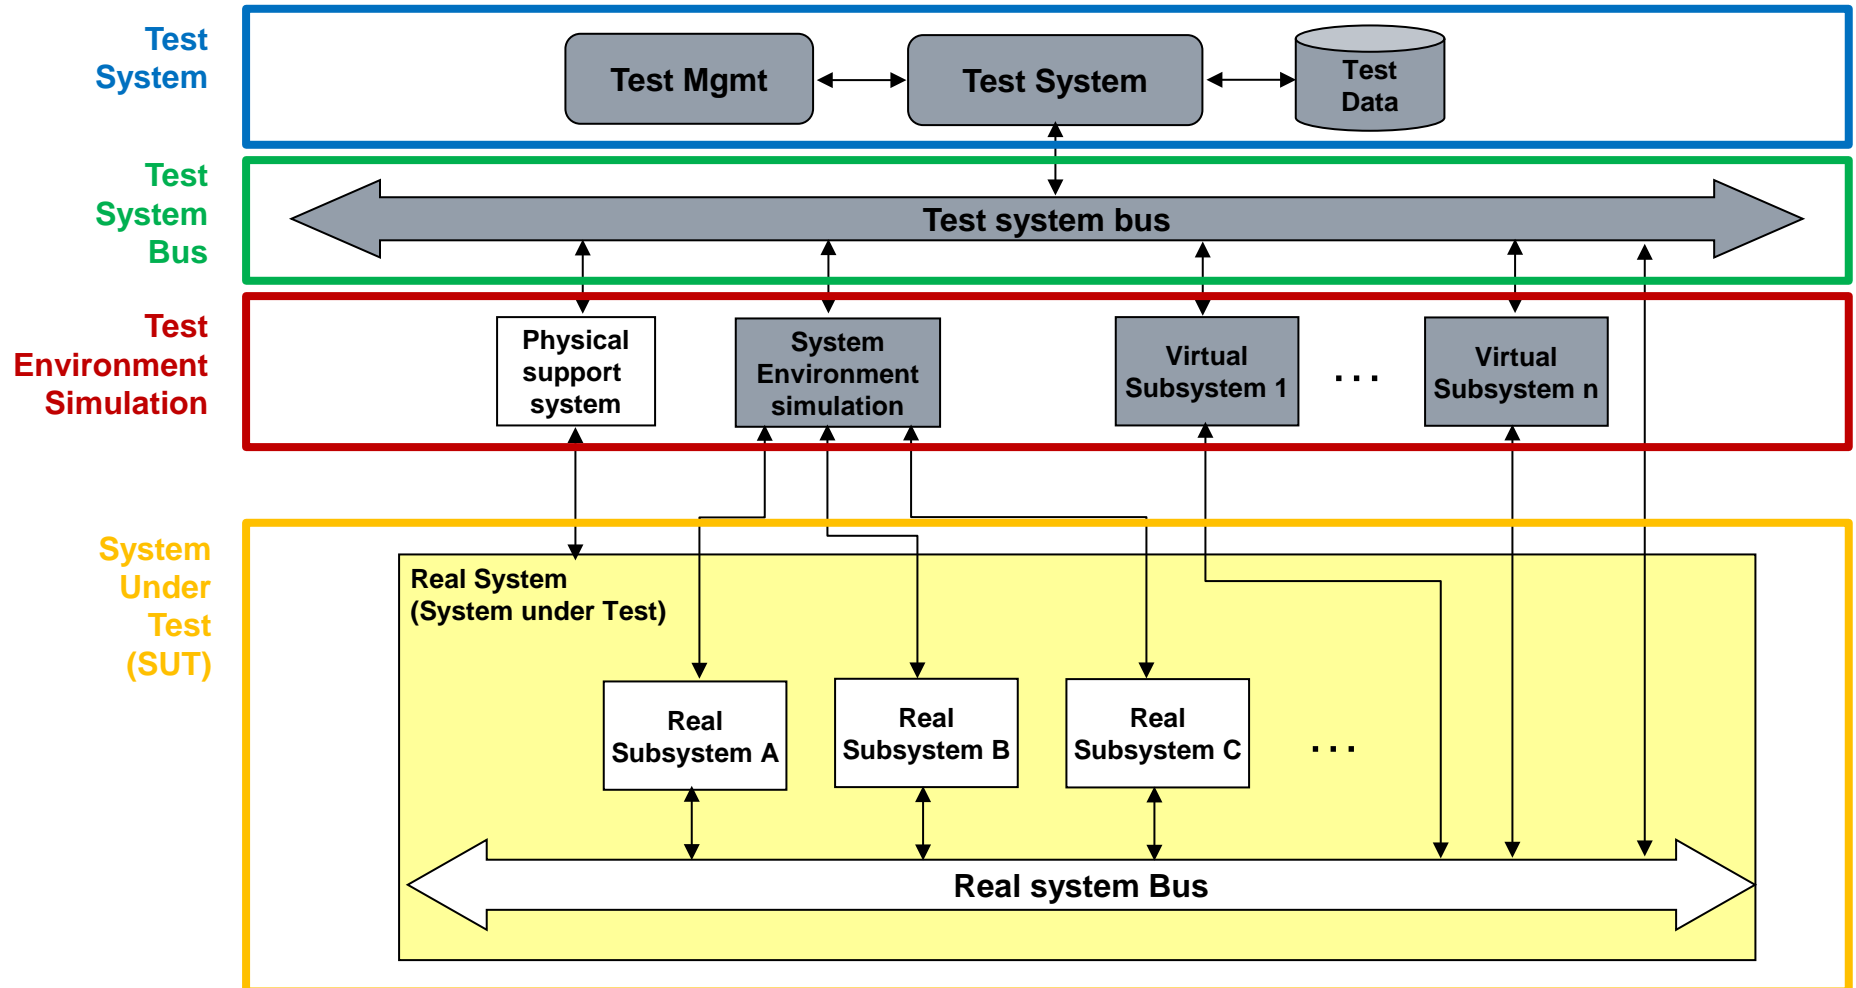 Test
System
Test Mgmt
Test System
Test
Data
Test
System
Bus
Test system bus
Test
Environment
Simulation
Physical
support
system
System
Environment
simulation
Virtual
Subsystem 1
...
Virtual
Subsystem n
System
Under
Test
(SUT)
Real System
(System under Test)
Real
Subsystem A
Real
Subsystem B
Real
Subsystem C
...
Real system Bus